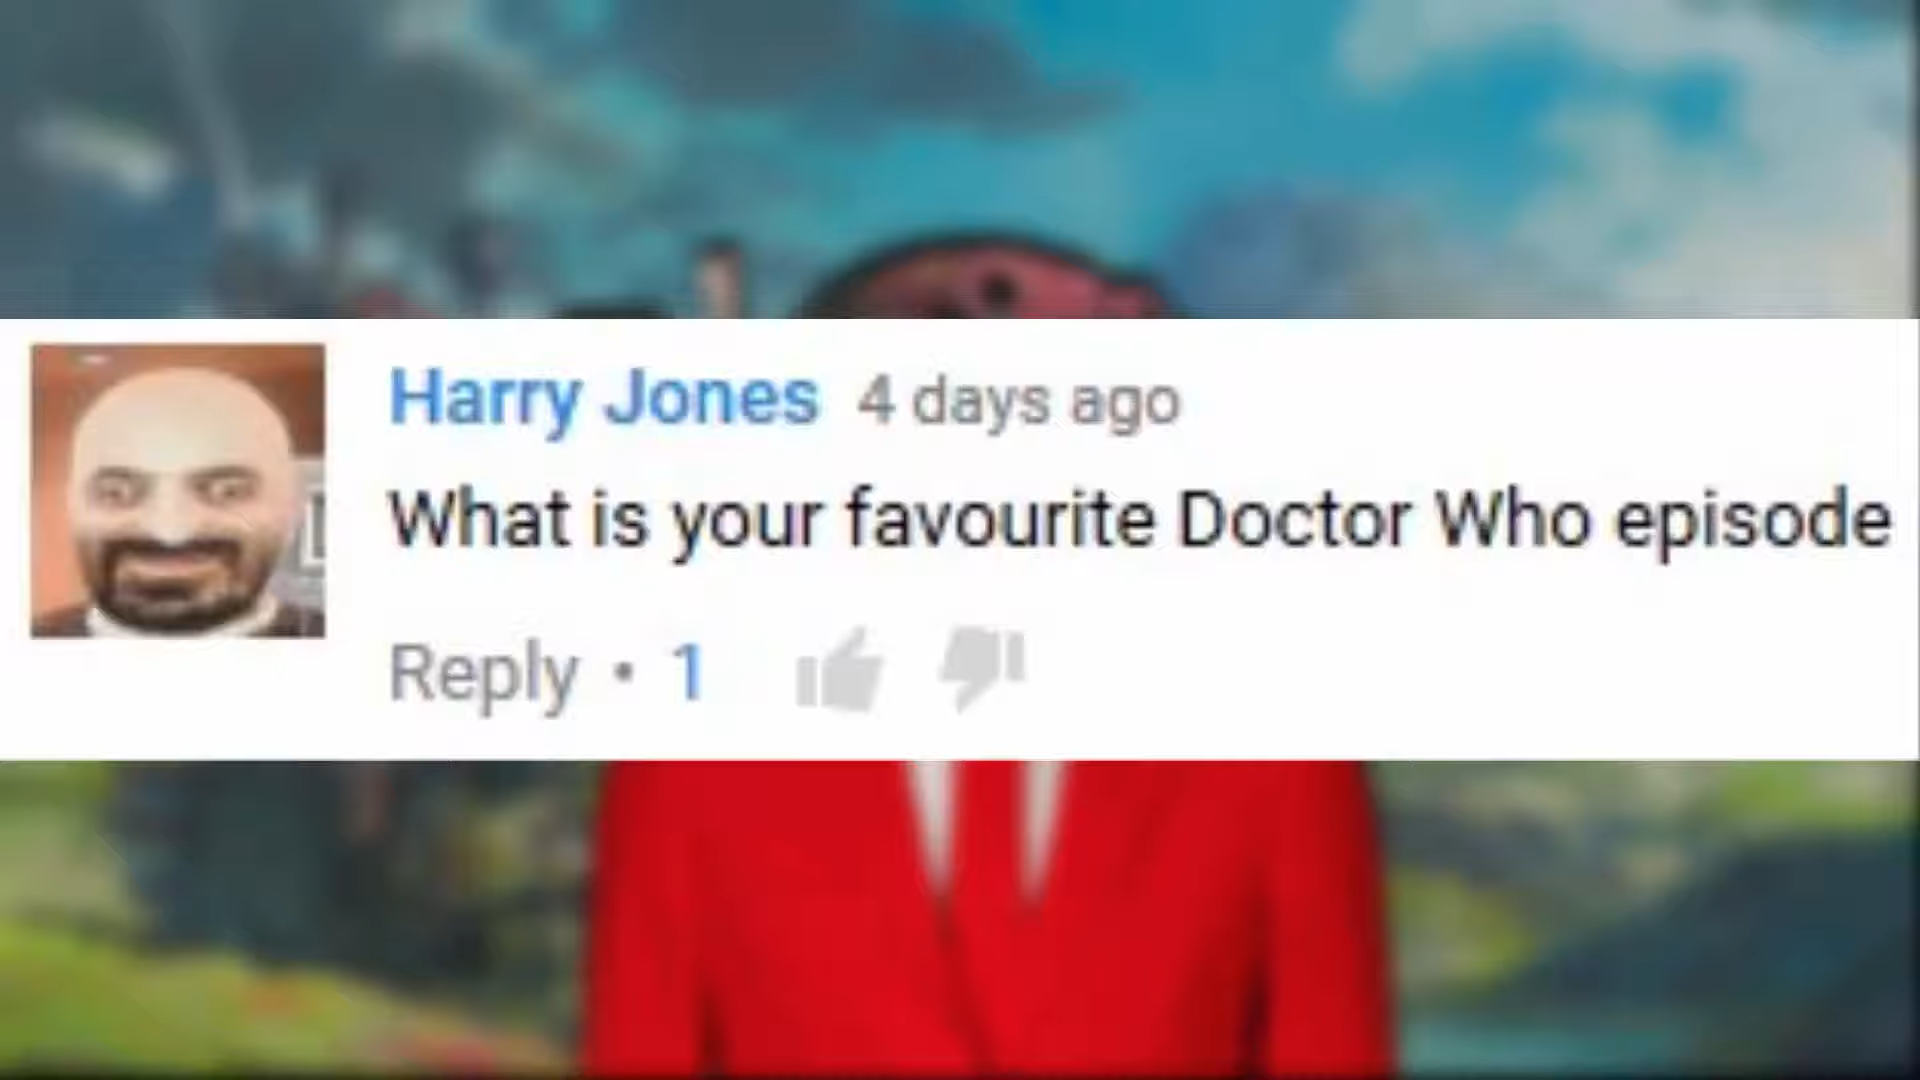 Harry Jones 4 days ago
What is your favourite Doctor Who episode
Reply • 1